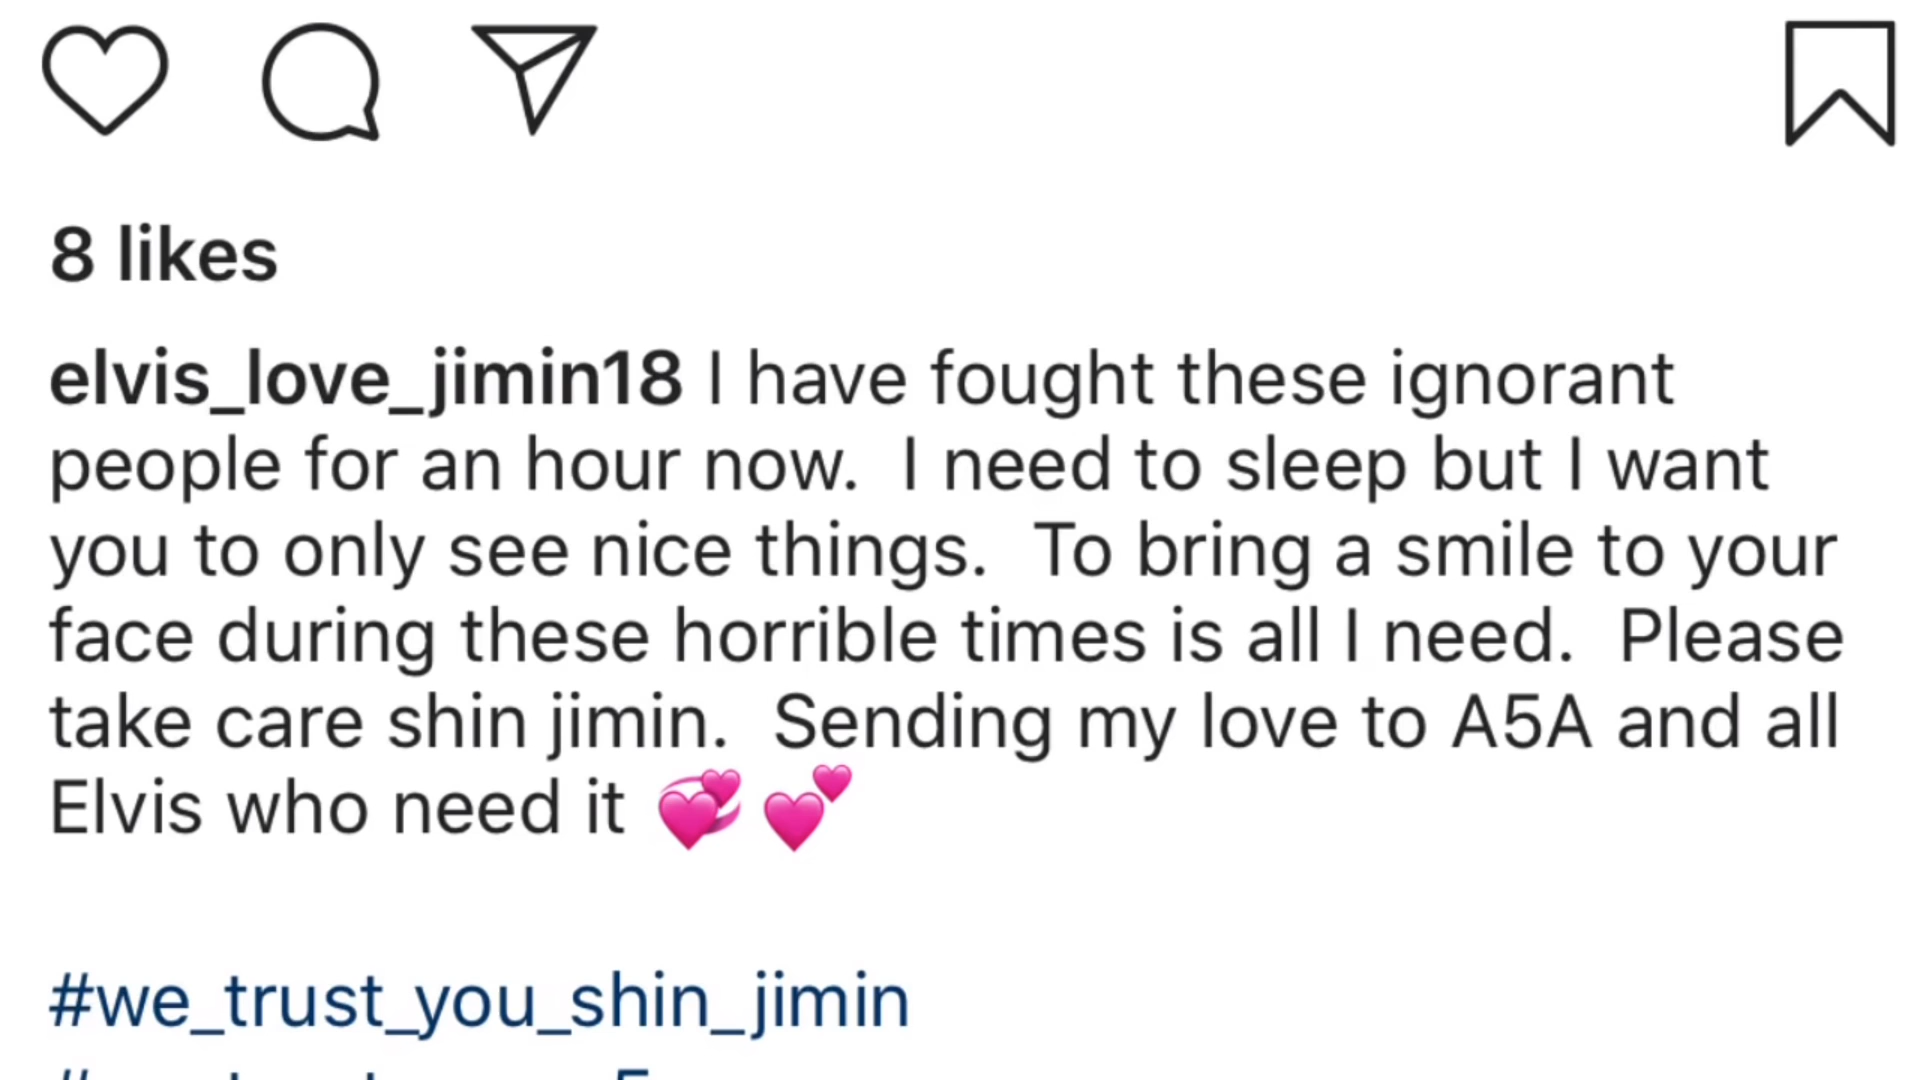 8 likes
elvis_love_jimin18 I have fought these ignorant
people for an hour now.  I need to sleep but I want
you to only see nice things.  To bring a smile to your
face during these horrible times is all I need.  Please
take care shin jimin.  Sending my love to A5A and all
Elvis who need it 💞 💕
#we_trust_you_shin_jimin